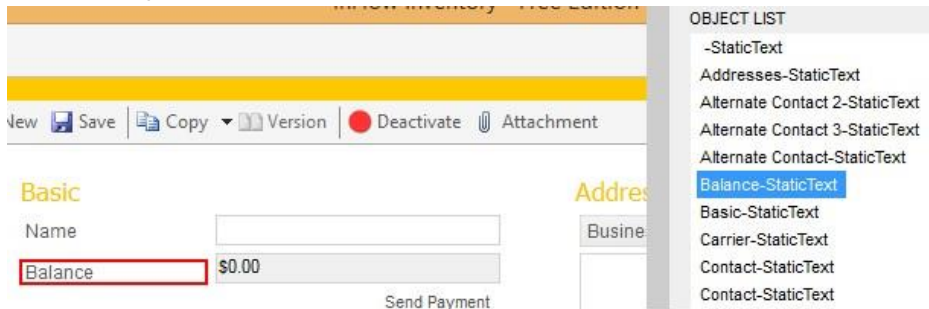 inFlow Inventory - Free Edition
OBJECT LIST
-StaticText
Addresses-StaticText
Alternate Contact 2-StaticText
Alternate Contact 3-StaticText
Alternate Contact-StaticText
Balance-StaticText
Basic-StaticText
Carrier-StaticText
Contact-StaticText
Contact-StaticText
New Save Copy Version Deactivate Attachment
Basic
Name
Balance $0.00
Send Payment
Addres
Busine